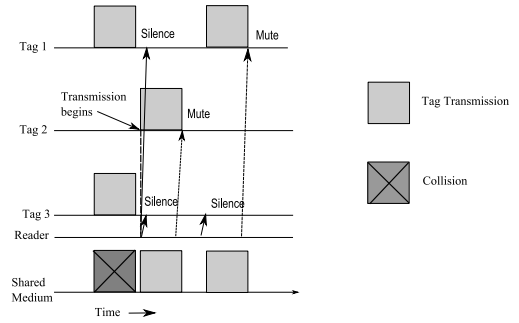 Silence
Mute
Tag 1
Transmission
begins
Tag Transmission
Mute
Tag 2
Collision
Silence
Silence
Tag 3
Reader
Shared
Medium
Time